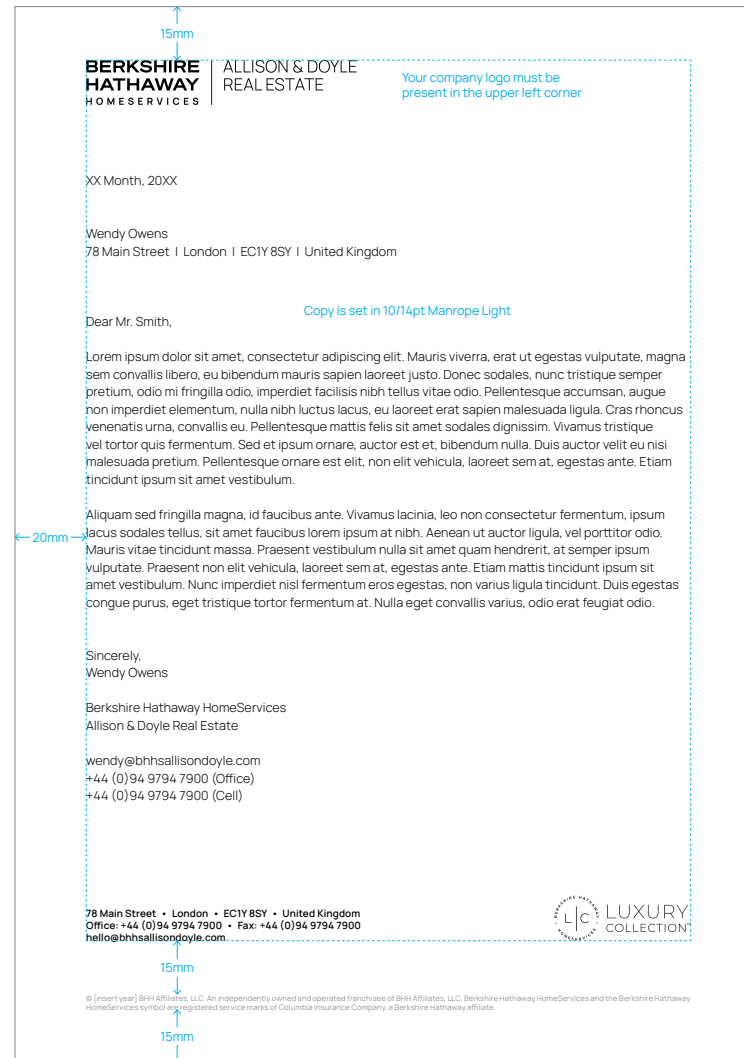 15mm
BERKSHIRE
HATHAWAY
HOMESERVICES
ALLISON & DOYLE
REAL ESTATE
Your company logo must be
present in the upper left corner
XX Month, 20XX
Wendy Owens
78 Main Street | London | EC1Y 8SY | United Kingdom
Copy is set in 10/14pt Manrope Light
Dear Mr. Smith,
Lorem ipsum dolor sit amet, consectetur adipiscing elit. Mauris viverra, erat ut egestas vulputate, magna
sem convallis libero, eu bibendum mauris sapien laoreet justo. Donec sodales, nunc tristique semper
pretium, odio mi fringilla odio, imperdiet facilisis nibh tellus vitae odio. Pellentesque accumsan, augue
non imperdiet elementum, nulla nibh luctus lacus, eu laoreet erat sapien malesuada ligula. Cras rhoncus
venenatis urna, convallis eu. Pellentesque mattis felis sit amet sodales dignissim. Vivamus tristique
vel tortor quis fermentum. Sed et ipsum ornare, auctor est et, bibendum nulla. Duis auctor velit eu nisi
malesuada pretium. Pellentesque ornare est elit, non elit vehicula, laoreet sem at, egestas ante. Etiam
tincidunt ipsum sit amet vestibulum.
Aliquam sed fringilla magna, id faucibus ante. Vivamus lacinia, leo non consectetur fermentum, ipsum
lacus sodales tellus, sit amet faucibus lorem ipsum at nibh. Aenean ut auctor ligula, vel porttitor odio.
20mm
Mauris vitae tincidunt massa. Praesent vestibulum nulla sit amet quam hendrerit, at semper ipsum
vulputate. Praesent non elit vehicula, laoreet sem at, egestas ante. Etiam mattis tincidunt ipsum sit
amet vestibulum. Nunc imperdiet nisl fermentum eros egestas, non varius ligula tincidunt. Duis egestas
congue purus, eget tristique tortor fermentum at. Nulla eget convallis varius, odio erat feugiat odio.
Sincerely,
Wendy Owens
Berkshire Hathaway HomeServices
Allison & Doyle Real Estate
wendy@bhhsallisondoyle.com
+44 (0)94 9794 7900 (Office)
+44 (0)94 9794 7900 (Cell)
78 Main Street • London • EC1Y 8SY • United Kingdom
Office: +44 (0)94 9794 7900 • Fax: +44 (0)94 9794 7900
hello@bhhsallisondoyle.com
BERKSHIRE HATHAWAY
L|C
HOMESERVICES
LUXURY
COLLECTION
15mm
© [insert year] BHH Affiliates, LLC. An independently owned and operated franchisee of BHH Affiliates, LLC. Berkshire Hathaway HomeServices and the Berkshire Hathaway
HomeServices symbol are registered service marks of Columbia Insurance Company, a Berkshire Hathaway affiliate.
15mm